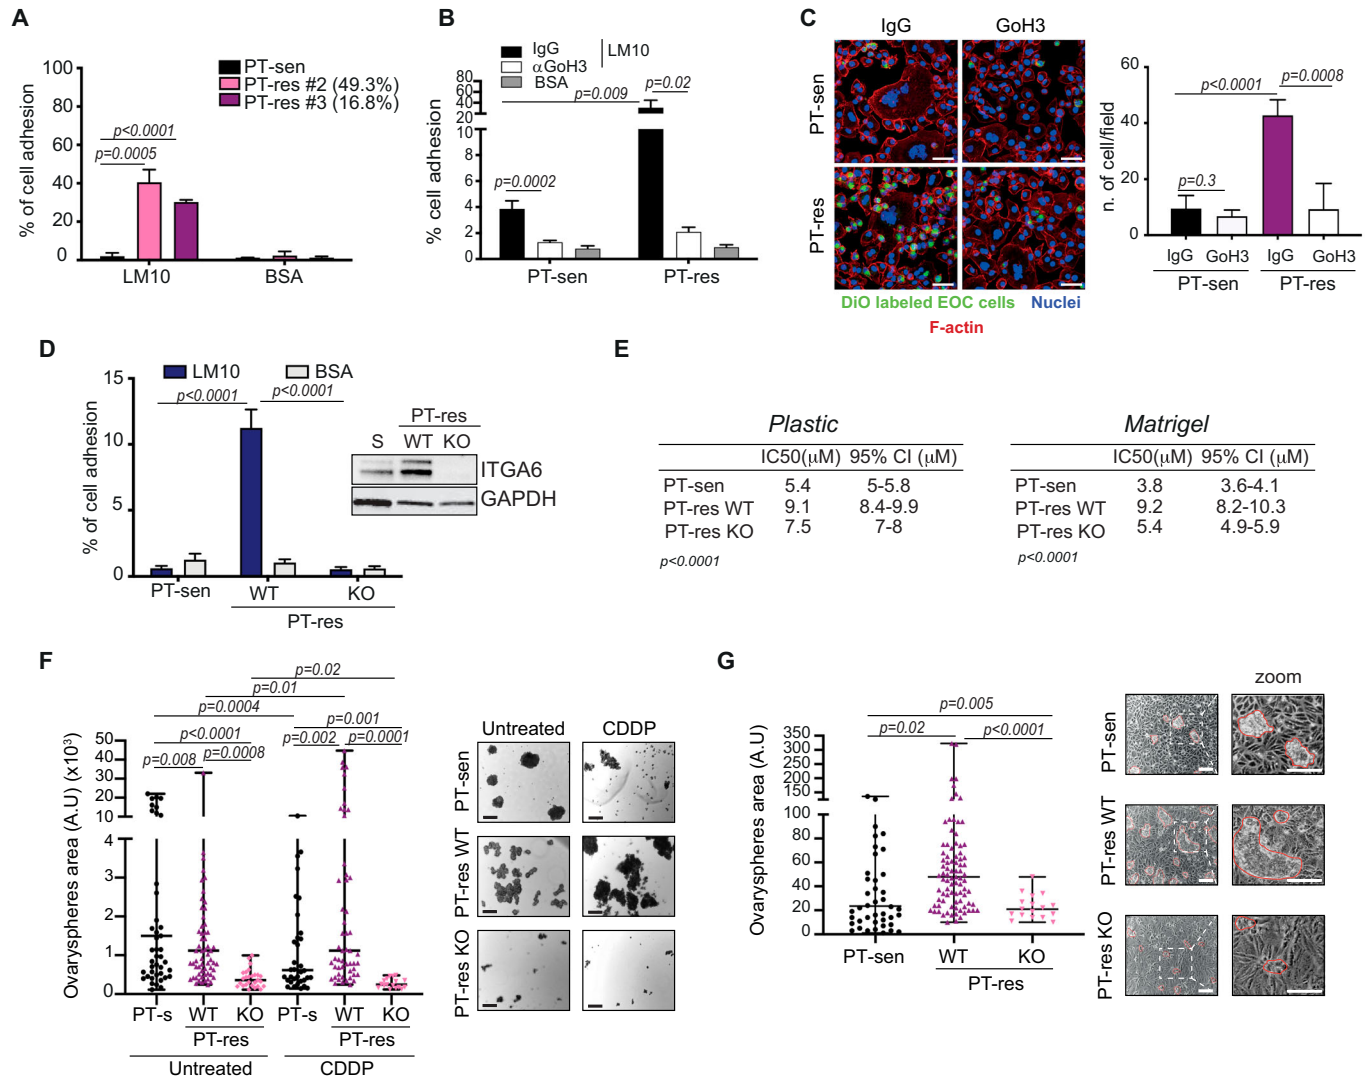 A
% of cell adhesion
100
80
60
40
20
0
PT-sen
PT-res #2 (49.3%)
PT-res #3 (16.8%)
p<0.0001
p=0.0005
LM10
BSA
B
IgG
αGoH3
BSA
LM10
% cell adhesion
80
60
40
20
10
8
6
4
2
0
p=0.009
p=0.02
p=0.0002
PT-sen
PT-res
C
IgG
GoH3
PT-sen
PT-res
DiO labeled EOC cells
Nuclei
F-actin
n. of cell/field
60
40
20
0
p<0.0001
p=0.0008
p=0.3
IgG
GoH3
IgG
GoH3
PT-sen
PT-res
D
LM10
BSA
% of cell adhesion
15
10
5
0
p<0.0001
p<0.0001
PT-sen
WT
KO
PT-res
PT-res
S
WT
KO
ITGA6
GAPDH
E
Plastic
IC50(µM) 95% CI (µM)
PT-sen 5.4 5-5.8
PT-res WT 9.1 8.4-9.9
PT-res KO 7.5 7-8
p<0.0001
Matrigel
IC50(µM) 95% CI (µM)
PT-sen 3.8 3.6-4.1
PT-res WT 9.2 8.2-10.3
PT-res KO 5.4 4.9-5.9
p<0.0001
F
Ovaryspheres area (A.U) (x10³)
50
40
30
20
10
4
3
2
1
0
p=0.02
p=0.01
p=0.0004
p=0.001
p<0.0001
p=0.002
p=0.0001
p=0.008
p=0.0008
PT-s
WT
KO
PT-s
WT
KO
PT-res
PT-res
Untreated
CDDP
Untreated
CDDP
PT-sen
PT-res WT
PT-res KO
G
Ovaryspheres area (A.U)
350
300
250
200
150
100
80
60
40
20
0
p=0.005
p=0.02
p<0.0001
PT-sen
WT
KO
PT-res
zoom
PT-sen
PT-res WT
PT-res KO